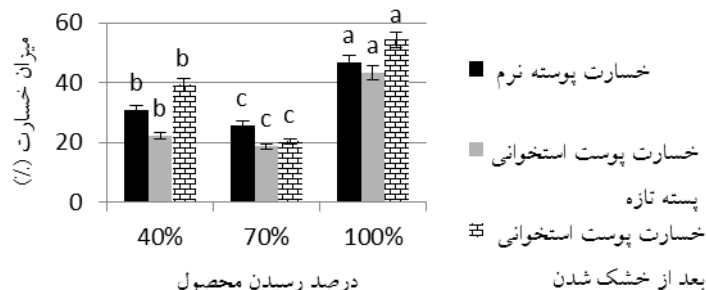 میزان خسارت (٪)
60
40
20
0
b
b
b
c
c
c
a
a
a
40%
70%
100%
درصد رسیدن محصول
خسارت پوسته نرم
خسارت پوست استخوانی
پسته تازه
خسارت پوست استخوانی
بعد از خشک شدن